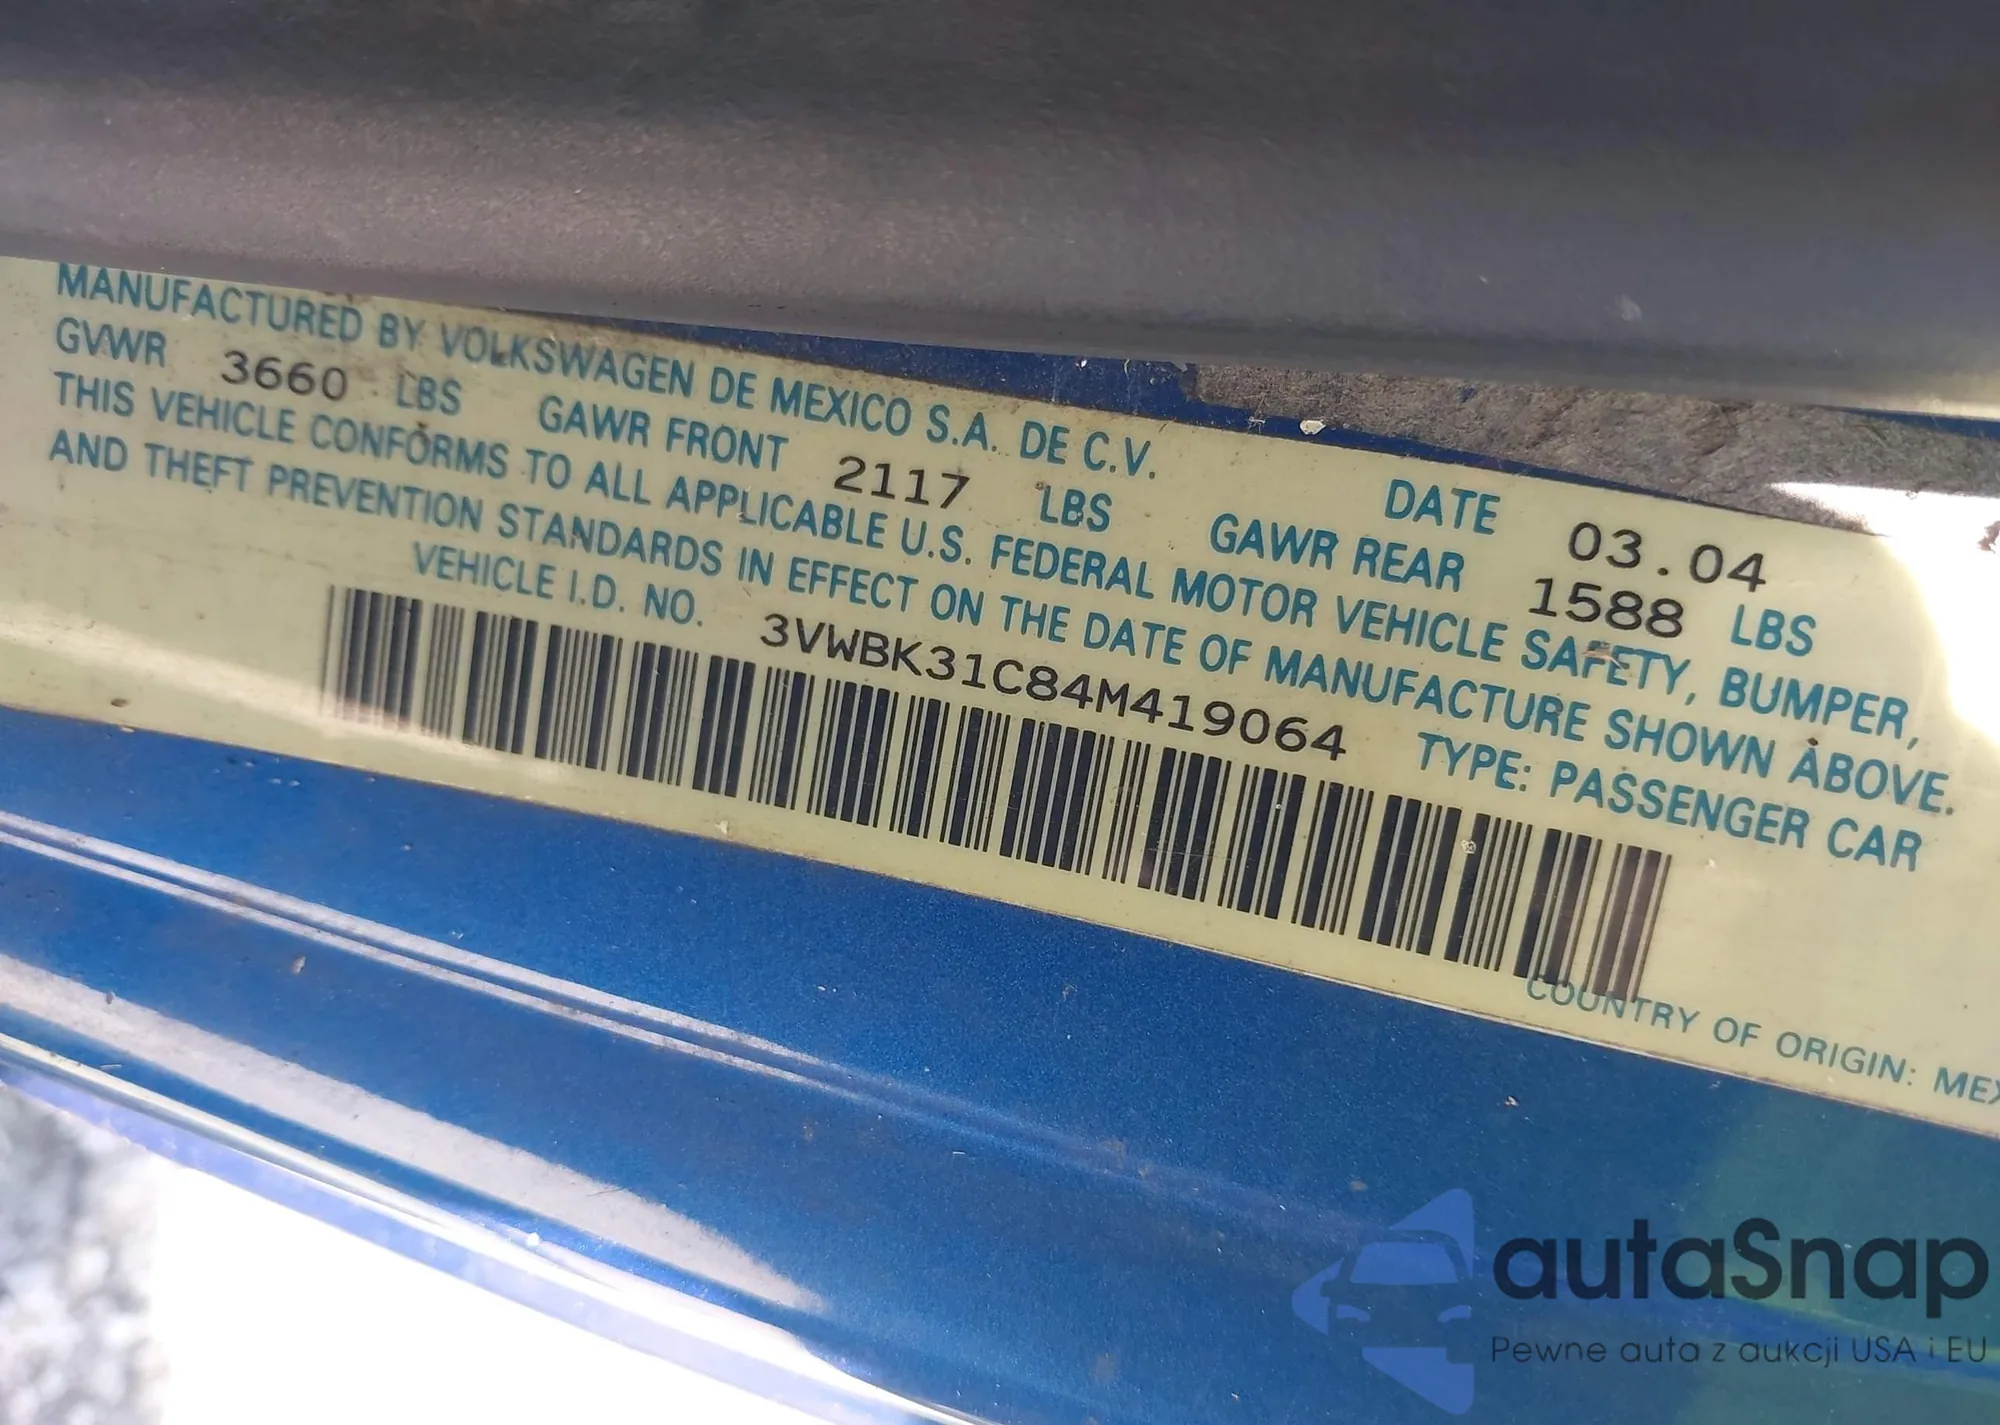 MANUFACTURED BY VOLKSWAGEN DE MEXICO S.A. DE C.V. DATE 03.04
GVWR 3660 LBS GAWR FRONT 2117 LBS GAWR REAR 1588 LBS
THIS VEHICLE CONFORMS TO ALL APPLICABLE U.S. FEDERAL MOTOR VEHICLE SAFETY, BUMPER,
AND THEFT PREVENTION STANDARDS IN EFFECT ON THE DATE OF MANUFACTURE SHOWN ABOVE.
VEHICLE I.D. NO. 3VWBK31C84M419064 TYPE: PASSENGER CAR
COUNTRY OF ORIGIN: MEX
autaSnap
Pewne auta z aukcji USA i EU